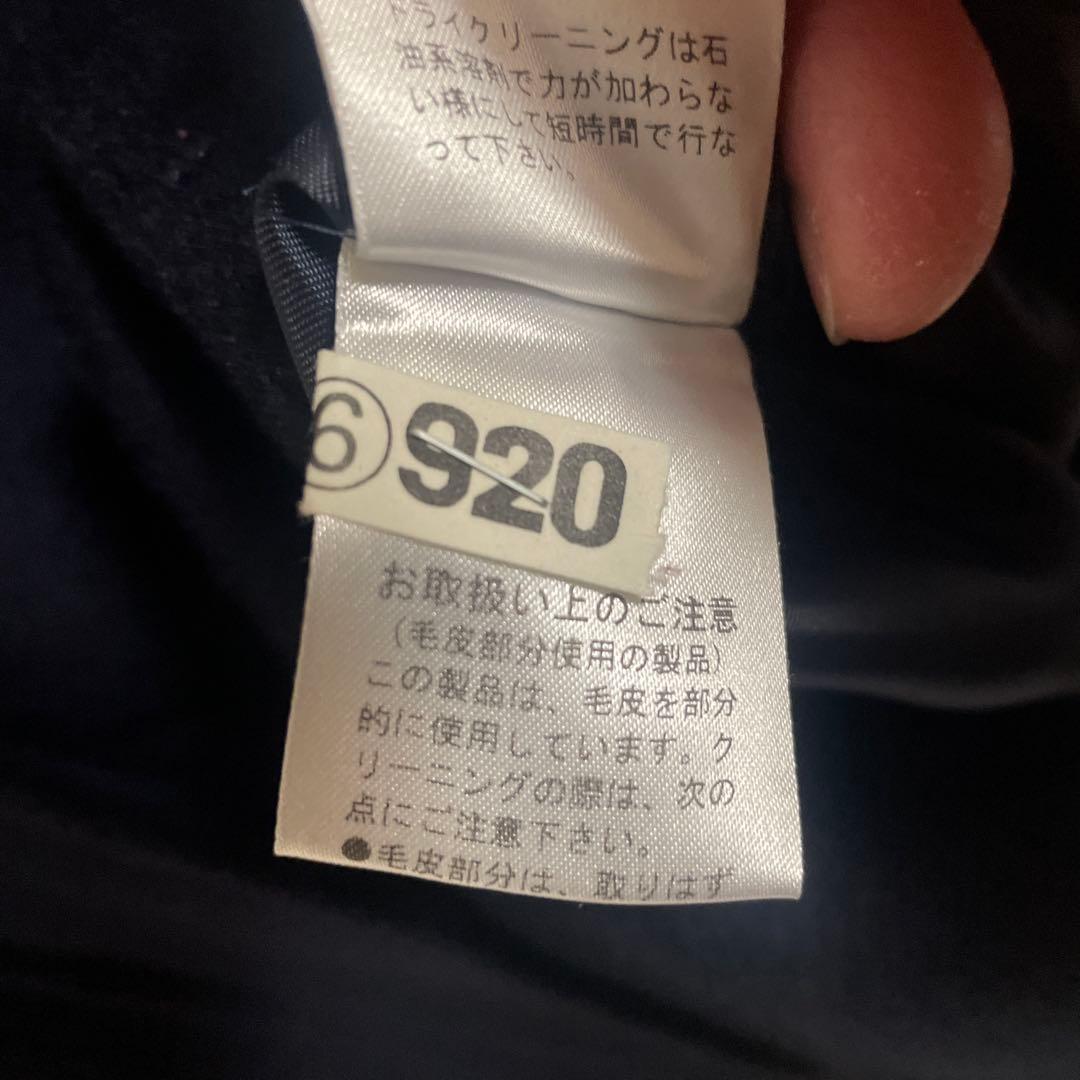 ドライクリーニングは石
油系溶剤で力が加わらな
い様にして短時間で行な
って下さい。
⑥920
お取扱い上のご注意
(毛皮部分使用の製品)
この製品は、毛皮を部分
的に使用しています。ク
リーニングの際は、次の
点にご注意下さい。
●毛皮部分は、取りはず